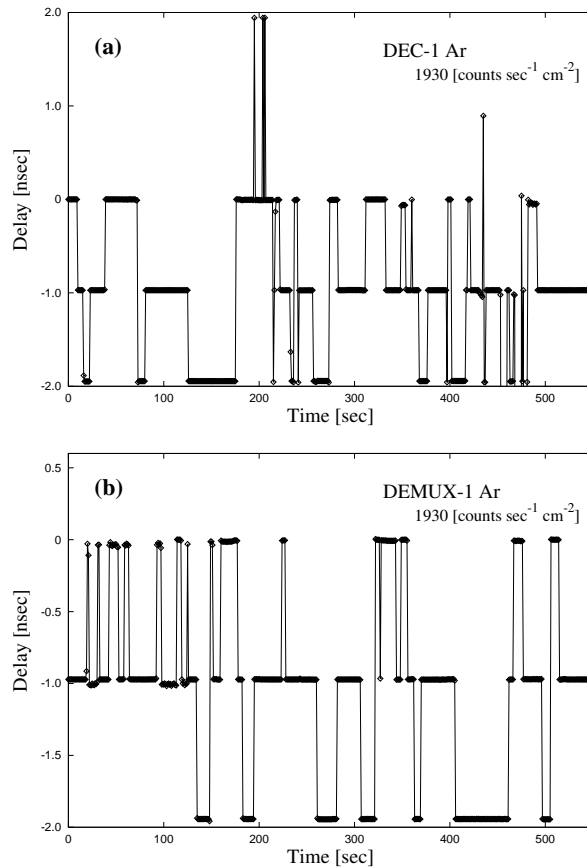 2.0
(a)
DEC-1 Ar
1930 [counts sec⁻¹ cm⁻²]
1.0
0
-1.0
-2.0
Delay [nsec]
0 100 200 300 400 500
Time [sec]
(b)
DEMUX-1 Ar
1930 [counts sec⁻¹ cm⁻²]
0.5
0
-0.5
-1.0
-1.5
-2.0
Delay [nsec]
0 100 200 300 400 500
Time [sec]